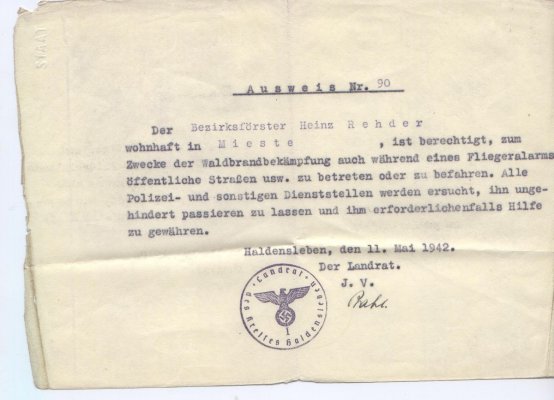 STAAT
Ausweis Nr. 90
Der Bezirksförster Heinz Rehder
wohnhaft in Mieste , ist berechtigt, zum
Zwecke der Waldbrandbekämpfung auch während eines Fliegeralarms
öffentliche Straßen usw. zu betreten oder zu befahren. Alle
Polizei- und sonstigen Dienststellen werden ersucht, ihn unge-
hindert passieren zu lassen und ihm erforderlichenfalls Hilfe
zu gewähren.
Haldensleben, den 11. Mai 1942.
Der Landrat.
J. V.
Landrat
des Kreises Haldensleben
1